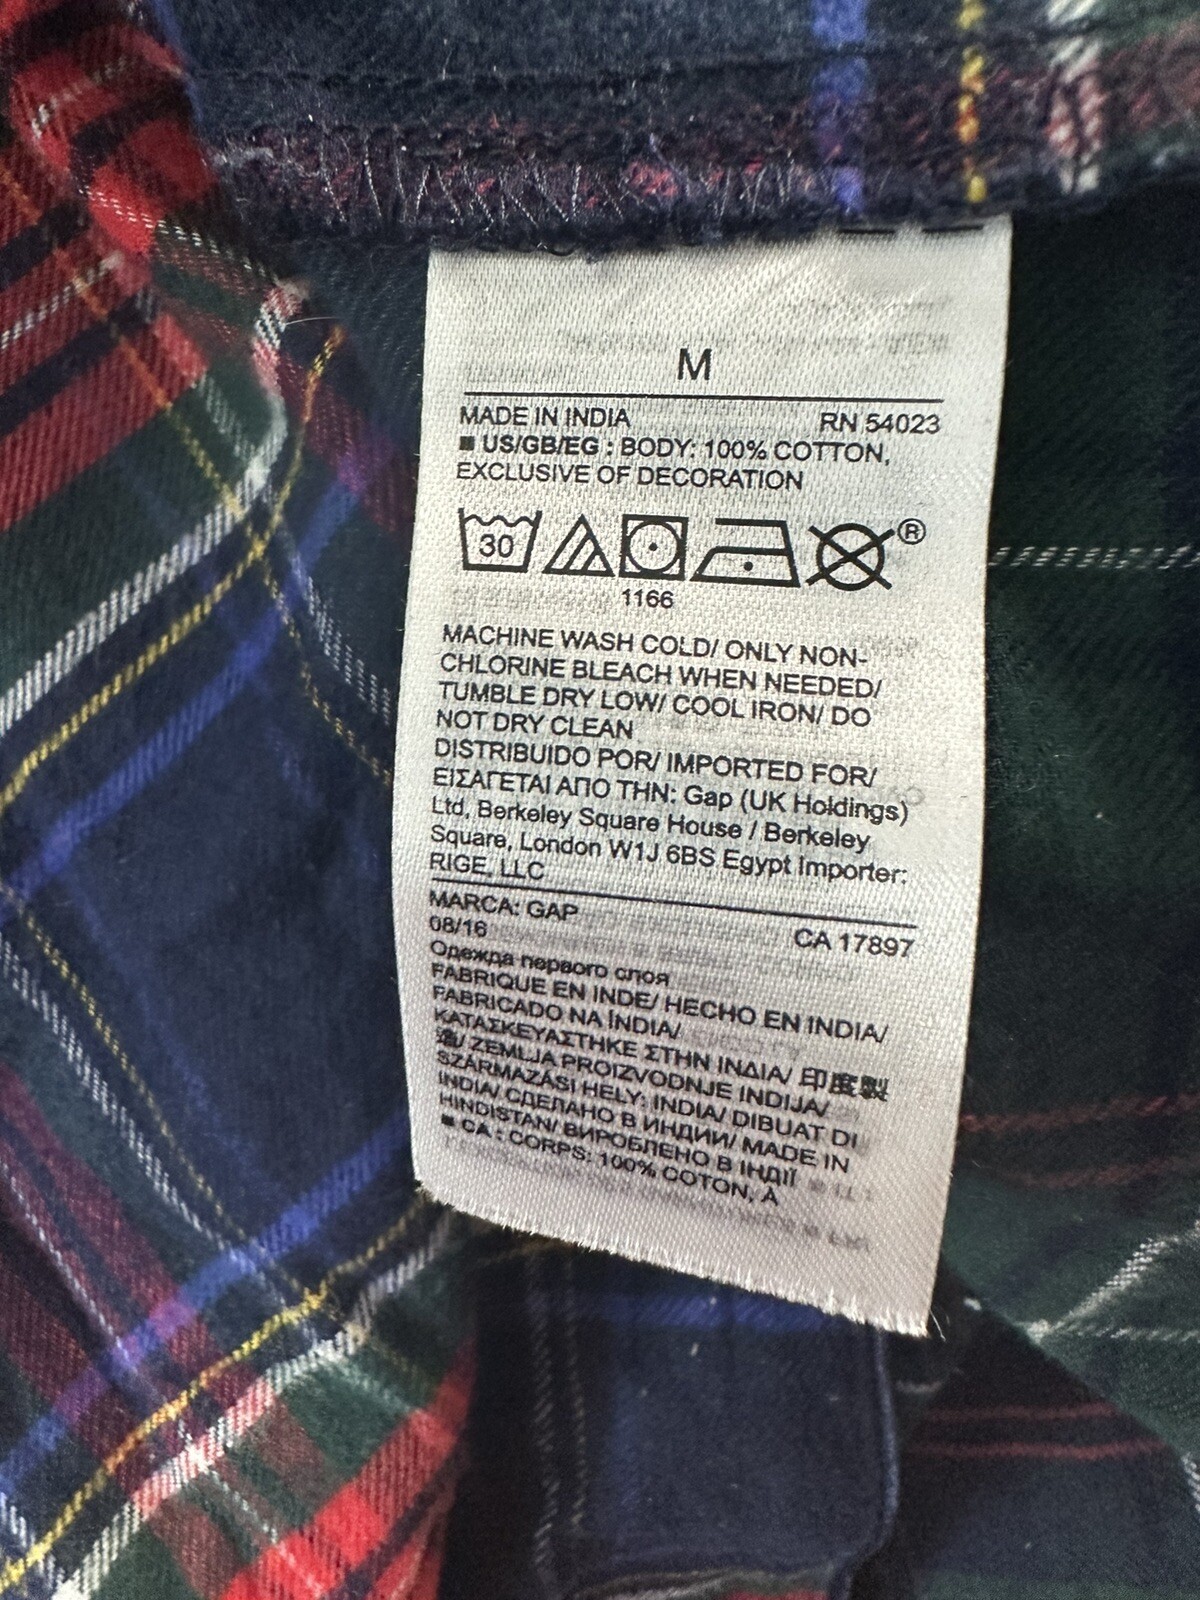 M
MADE IN INDIA RN 54023
■ US/GB/EG : BODY: 100% COTTON,
EXCLUSIVE OF DECORATION
30 ®
1166
MACHINE WASH COLD/ ONLY NON-
CHLORINE BLEACH WHEN NEEDED/
TUMBLE DRY LOW/ COOL IRON/ DO
NOT DRY CLEAN
DISTRIBUIDO POR/ IMPORTED FOR/
ΕΙΣΑΓΕΤΑΙ ΑΠΟ ΤΗΝ: Gap (UK Holdings)
Ltd, Berkeley Square House / Berkeley
Square, London W1J 6BS Egypt Importer:
RIGE, LLC
MARCA: GAP CA 17897
08/16
Одежда первого слоя
FABRIQUE EN INDE/ HECHO EN INDIA/
FABRICADO NA ÍNDIA/
ΚΑΤΑΣΚΕΥΑΣΤΗΚΕ ΣΤΗΝ ΙΝΔΙΑ/ 印度製
造/ ZEMLJA PROIZVODNJE INDIJA/
SZÁRMAZÁSI HELY: INDIA/ DIBUAT DI
INDIA/ СДЕЛАНО В ИНДИИ/ MADE IN
HINDISTAN/ ВИРОБЛЕНО В ІНДІЇ
■ CA : CORPS: 100% COTON, À